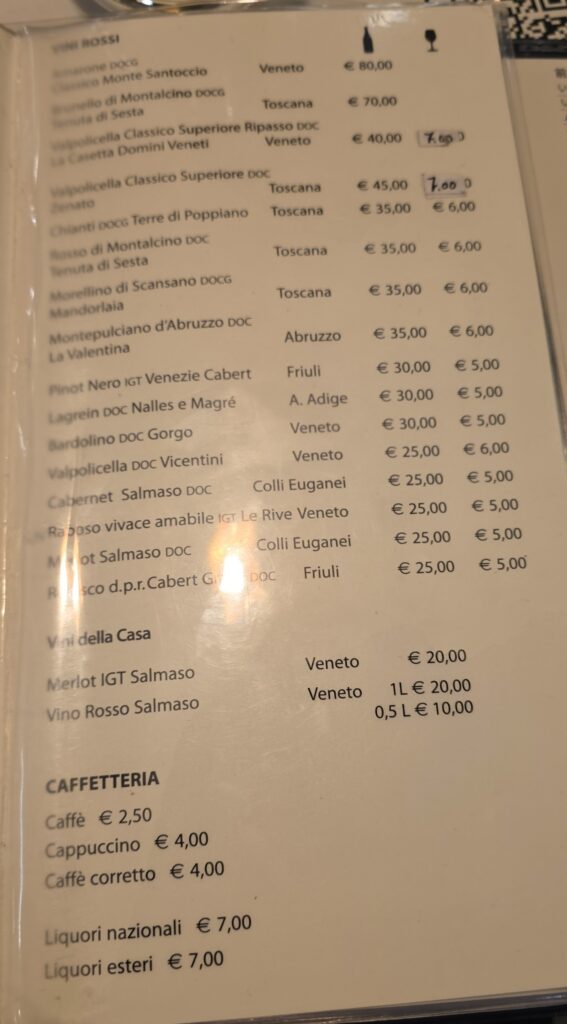 VINI ROSSI
Amarone DOCG
Classico Monte Santoccio Veneto € 80,00
Brunello di Montalcino DOCG
Tenuta di Sesta Toscana € 70,00
Valpolicella Classico Superiore Ripasso DOC
La Casetta Domini Veneti Veneto € 40,00 7.00
Valpolicella Classico Superiore DOC
Zenato Toscana € 45,00 7.00
Chianti DOCG Terre di Poppiano Toscana € 35,00 € 6,00
Rosso di Montalcino DOC
Tenuta di Sesta Toscana € 35,00 € 6,00
Morellino di Scansano DOCG
Mandorlaia Toscana € 35,00 € 6,00
Montepulciano d'Abruzzo DOC
La Valentina Abruzzo € 35,00 € 6,00
Pinot Nero IGT Venezie Cabert Friuli € 30,00 € 5,00
Lagrein DOC Nalles e Magré A. Adige € 30,00 € 5,00
Bardolino DOC Gorgo Veneto € 30,00 € 5,00
Valpolicella DOC Vicentini Veneto € 25,00 € 6,00
Cabernet Salmaso DOC Colli Euganei € 25,00 € 5,00
Raboso vivace amabile IGT Le Rive Veneto € 25,00 € 5,00
Merlot Salmaso DOC Colli Euganei € 25,00 € 5,00
d.p.r. Cabert DOC Friuli € 25,00 € 5,00
Vini della Casa
Merlot IGT Salmaso Veneto € 20,00
Vino Rosso Salmaso Veneto 1L € 20,00
0,5 L € 10,00
CAFFETTERIA
Caffè € 2,50
Cappuccino € 4,00
Caffè corretto € 4,00
Liquori nazionali € 7,00
Liquori esteri € 7,00